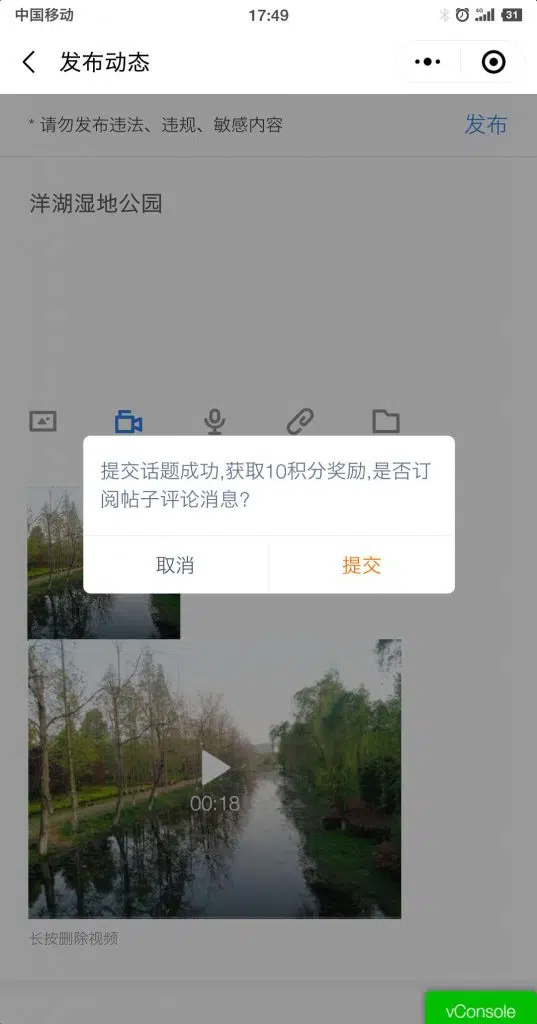 中国移动 17:49 4G 31
发布动态
* 请勿发布违法、违规、敏感内容 发布
洋湖湿地公园
提交话题成功,获取10积分奖励,是否订
阅帖子评论消息?
取消 提交
00:18
长按删除视频
vConsole